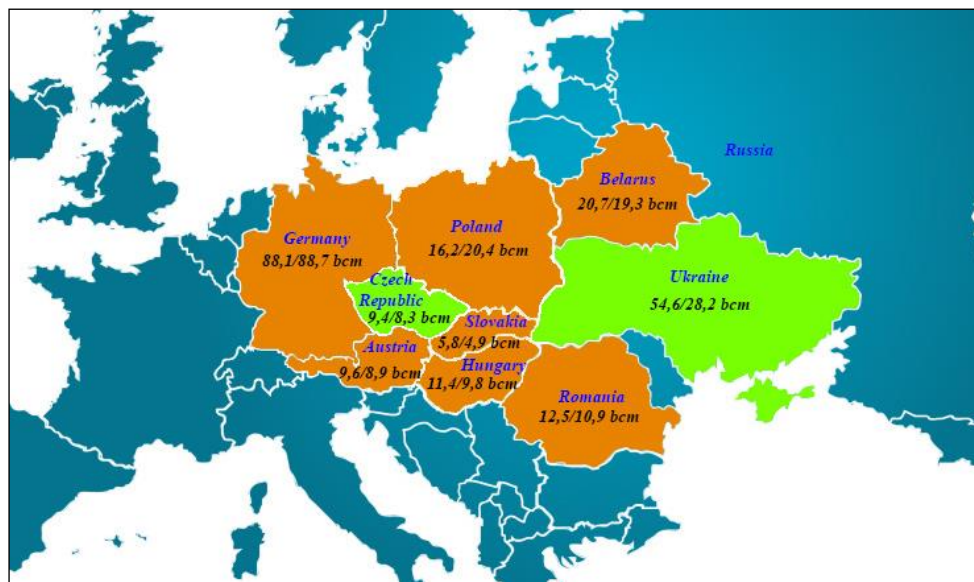 Russia
Belarus
20,7/19,3 bcm
Poland
16,2/20,4 bcm
Germany
88,1/88,7 bcm
Ukraine
54,6/28,2 bcm
Czech
Republic
9,4/8,3 bcm
Slovakia
5,8/4,9 bcm
Austria
9,6/8,9 bcm
Hungary
11,4/9,8 bcm
Romania
12,5/10,9 bcm